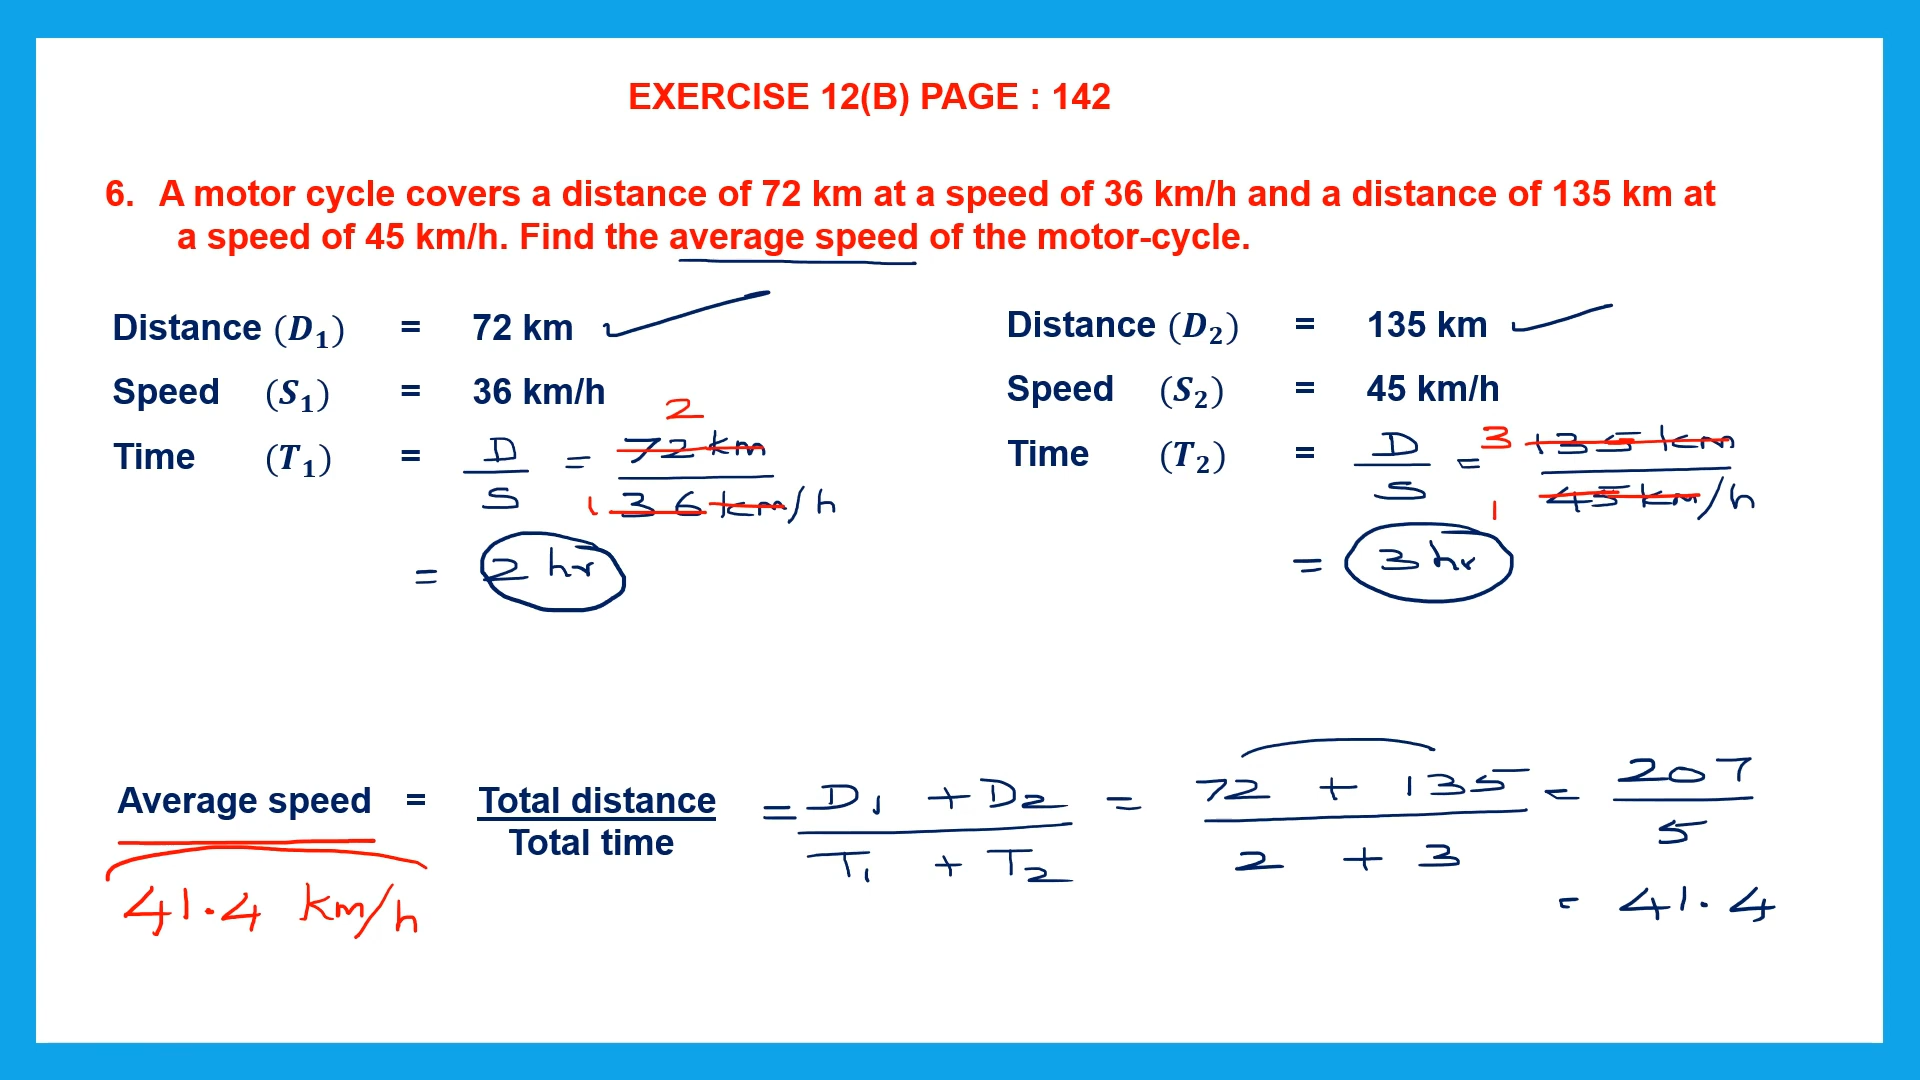 EXERCISE 12(B) PAGE : 142
6. A motor cycle covers a distance of 72 km at a speed of 36 km/h and a distance of 135 km at
a speed of 45 km/h. Find the average speed of the motor-cycle.
Distance (D₁) = 72 km
Speed (S₁) = 36 km/h
Time (T₁) = D/S = 72 km / 36 km/h
2
1
= 2 hr
Distance (D₂) = 135 km
Speed (S₂) = 45 km/h
Time (T₂) = D/S = 135 km / 45 km/h
3
1
= 3 hr
Average speed = Total distance / Total time = D₁ + D₂ / T₁ + T₂ = 72 + 135 / 2 + 3 = 207 / 5
= 41.4
41.4 km/h